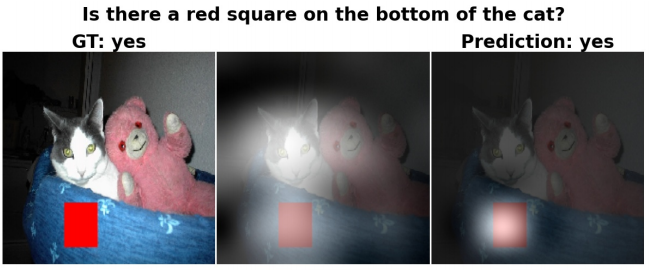 Is there a red square on the bottom of the cat?
GT: yes
Prediction: yes